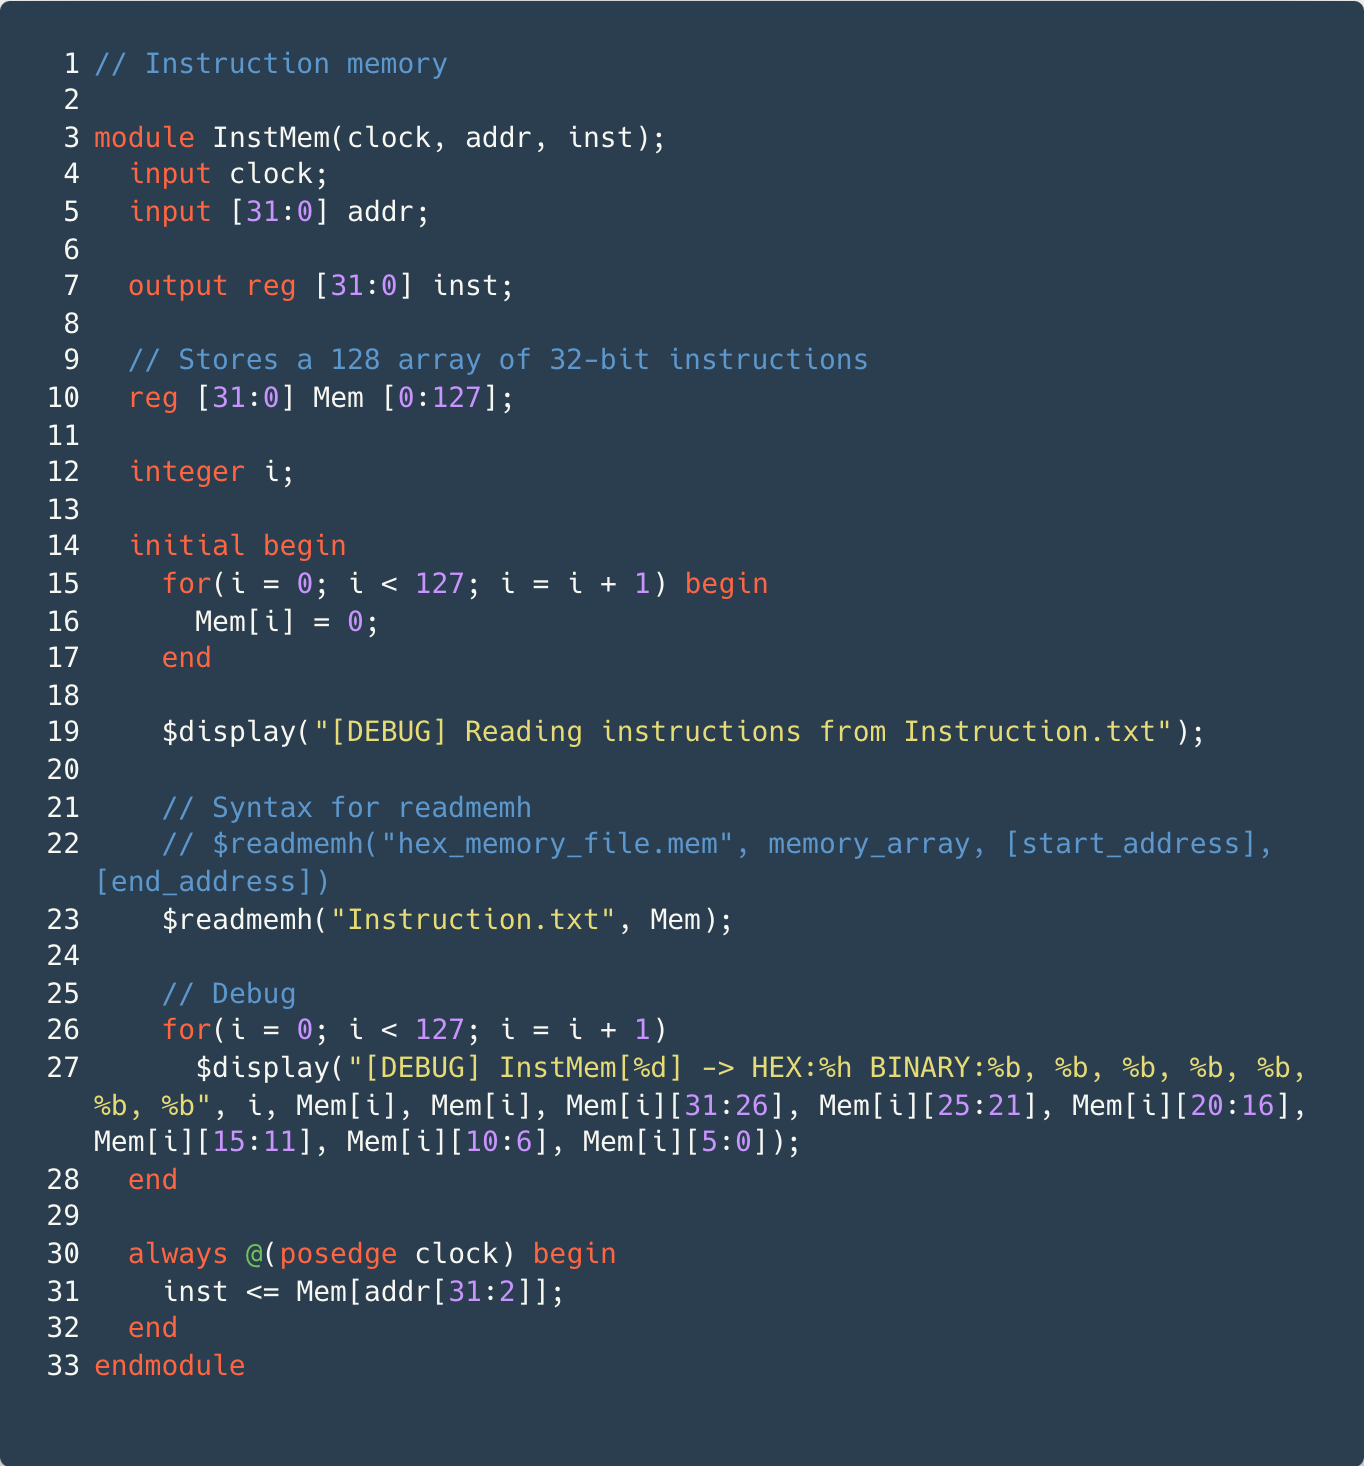 1 // Instruction memory
2
3 module InstMem(clock, addr, inst);
4   input clock;
5   input [31:0] addr;
6
7   output reg [31:0] inst;
8
9   // Stores a 128 array of 32-bit instructions
10   reg [31:0] Mem [0:127];
11
12   integer i;
13
14   initial begin
15     for(i = 0; i < 127; i = i + 1) begin
16       Mem[i] = 0;
17     end
18
19     $display("[DEBUG] Reading instructions from Instruction.txt");
20
21     // Syntax for readmemh
22     // $readmemh("hex_memory_file.mem", memory_array, [start_address],
[end_address])
23     $readmemh("Instruction.txt", Mem);
24
25     // Debug
26     for(i = 0; i < 127; i = i + 1)
27       $display("[DEBUG] InstMem[%d] -> HEX:%h BINARY:%b, %b, %b, %b, %b,
%b, %b", i, Mem[i], Mem[i], Mem[i][31:26], Mem[i][25:21], Mem[i][20:16],
Mem[i][15:11], Mem[i][10:6], Mem[i][5:0]);
28   end
29
30   always @(posedge clock) begin
31     inst <= Mem[addr[31:2]];
32   end
33 endmodule